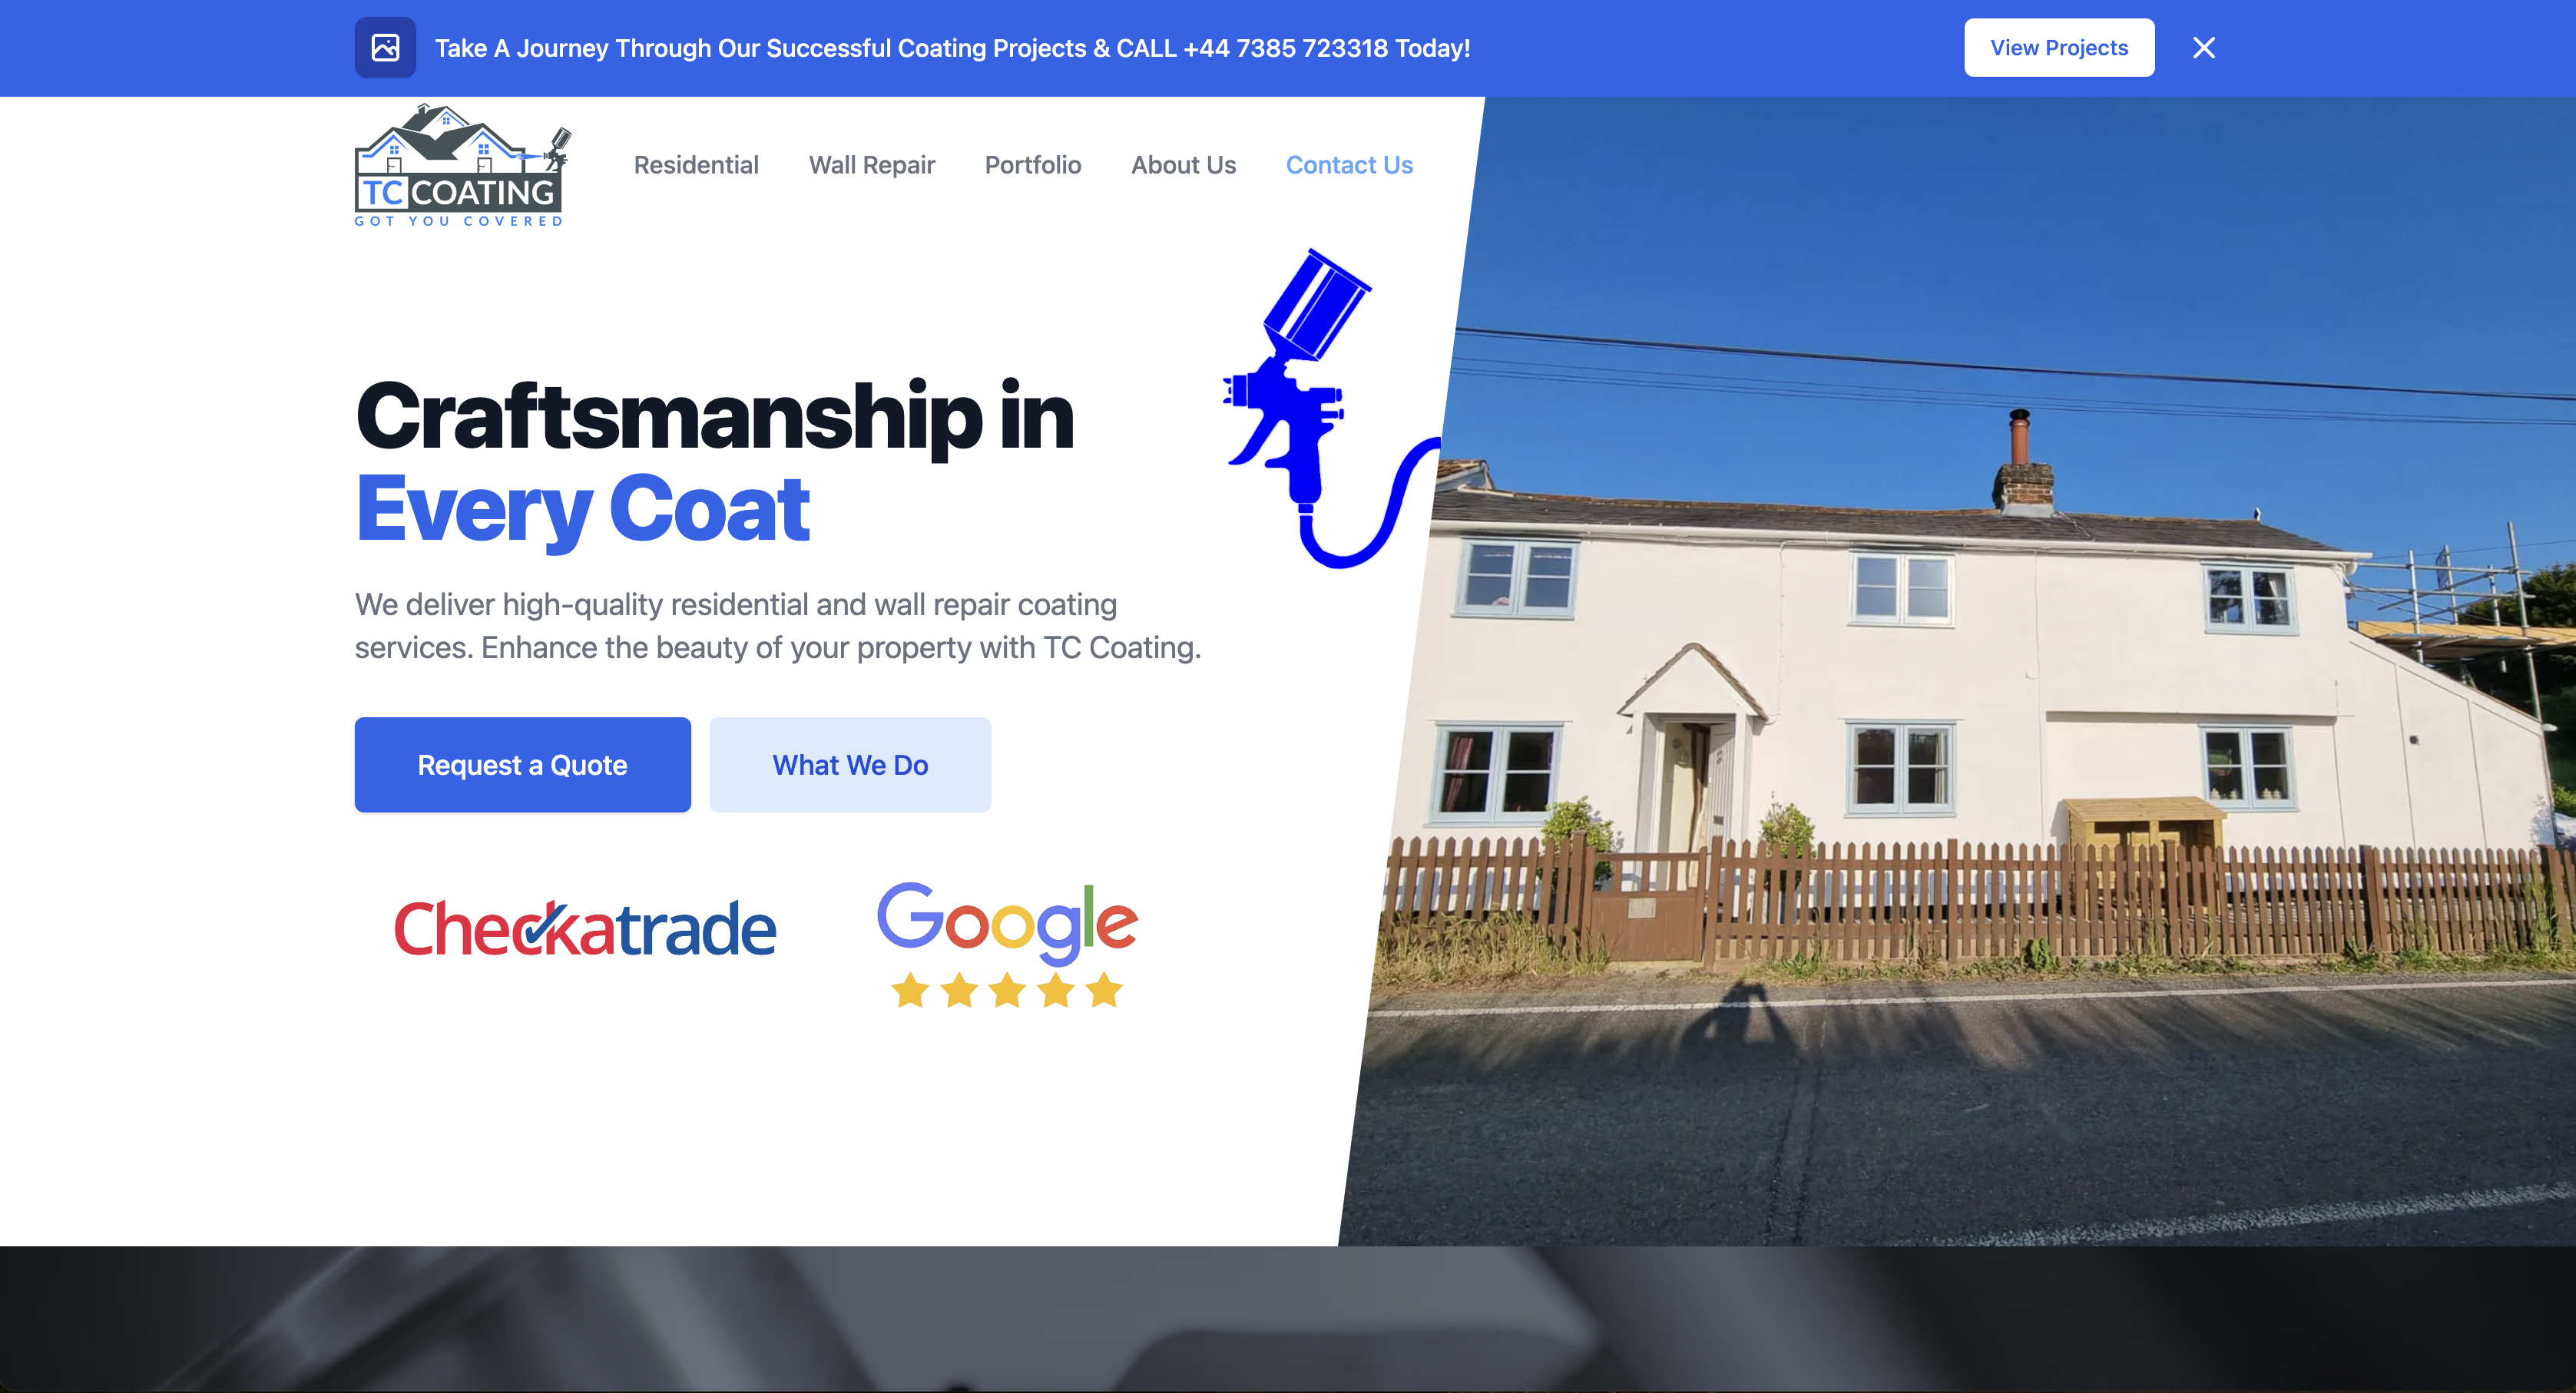 Take A Journey Through Our Successful Coating Projects & CALL +44 7385 723318 Today!
View Projects
TC COATING
GOT YOU COVERED
Residential
Wall Repair
Portfolio
About Us
Contact Us
Craftsmanship in
Every Coat
We deliver high-quality residential and wall repair coating
services. Enhance the beauty of your property with TC Coating.
Request a Quote
What We Do
Checkatrade
Google